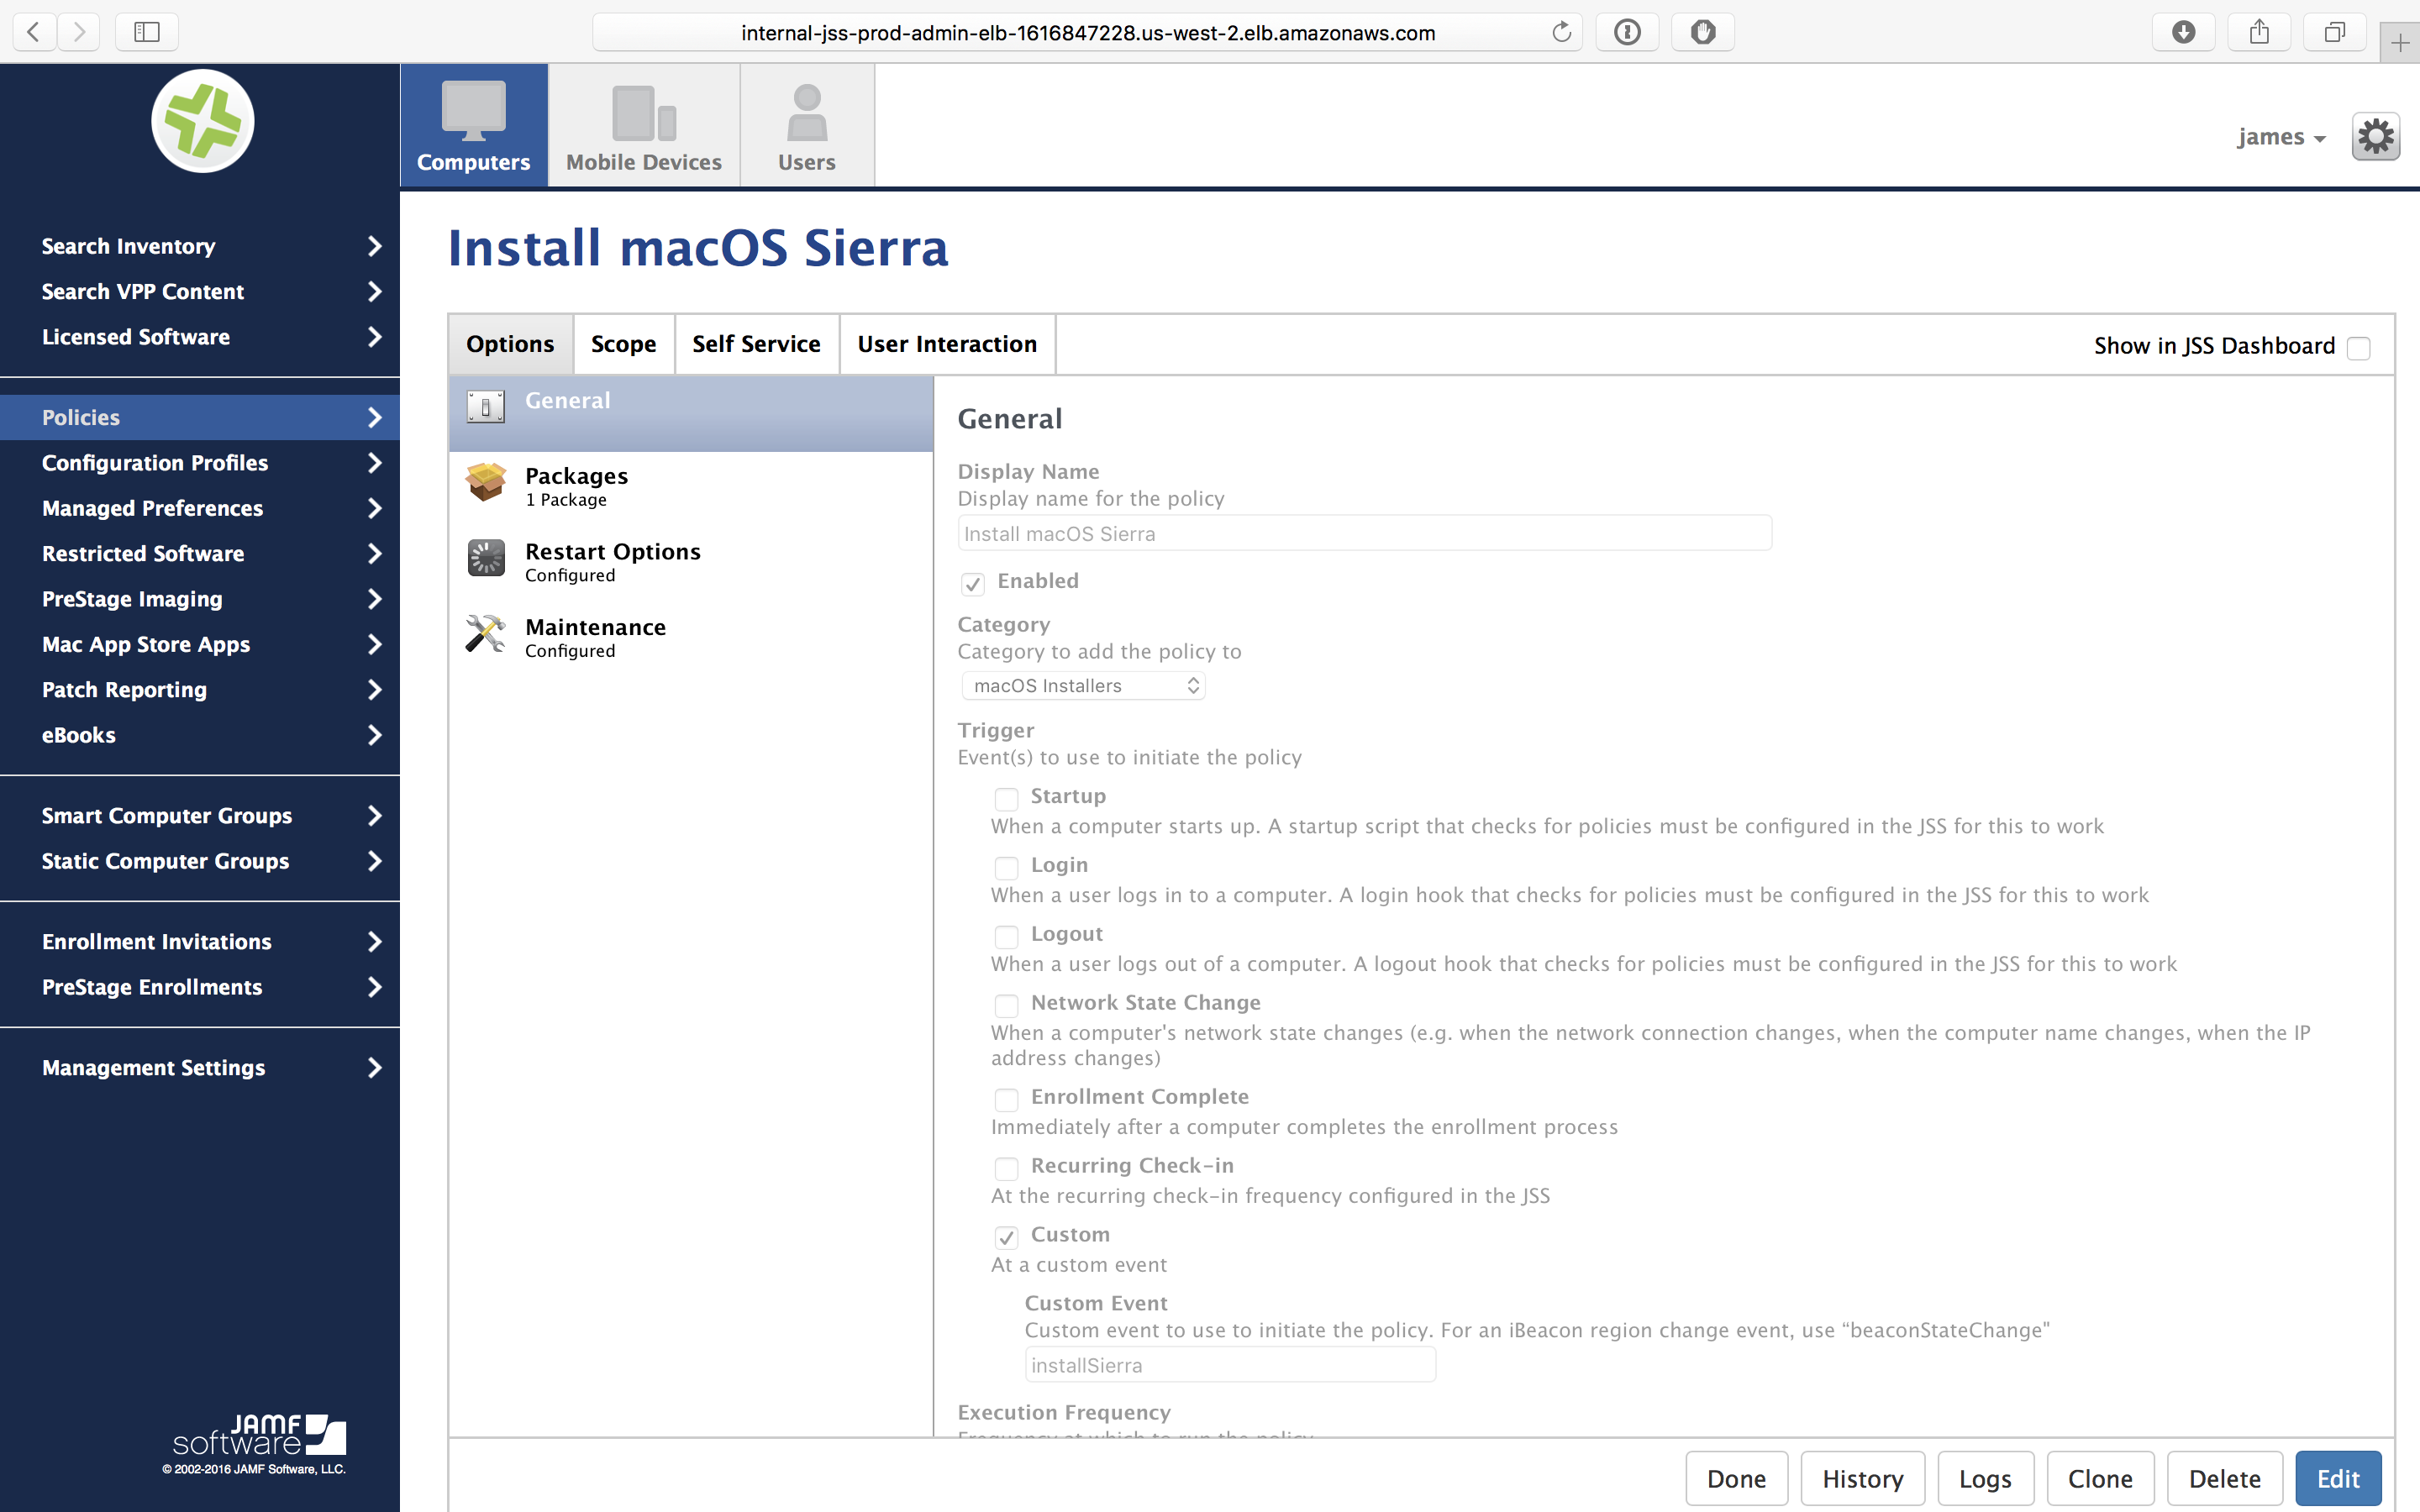 internal-jss-prod-admin-elb-1616847228.us-west-2.elb.amazonaws.com
Computers
Mobile Devices
Users
james
Search Inventory
Search VPP Content
Licensed Software
Policies
Configuration Profiles
Managed Preferences
Restricted Software
PreStage Imaging
Mac App Store Apps
Patch Reporting
eBooks
Smart Computer Groups
Static Computer Groups
Enrollment Invitations
PreStage Enrollments
Management Settings
JAMF
software
© 2002-2016 JAMF Software, LLC.
Install macOS Sierra
Options
Scope
Self Service
User Interaction
Show in JSS Dashboard
General
Packages
1 Package
Restart Options
Configured
Maintenance
Configured
General
Display Name
Display name for the policy
Install macOS Sierra
Enabled
Category
Category to add the policy to
macOS Installers
Trigger
Event(s) to use to initiate the policy
Startup
When a computer starts up. A startup script that checks for policies must be configured in the JSS for this to work
Login
When a user logs in to a computer. A login hook that checks for policies must be configured in the JSS for this to work
Logout
When a user logs out of a computer. A logout hook that checks for policies must be configured in the JSS for this to work
Network State Change
When a computer's network state changes (e.g. when the network connection changes, when the computer name changes, when the IP
address changes)
Enrollment Complete
Immediately after a computer completes the enrollment process
Recurring Check-in
At the recurring check-in frequency configured in the JSS
Custom
At a custom event
Custom Event
Custom event to use to initiate the policy. For an iBeacon region change event, use “beaconStateChange"
installSierra
Execution Frequency
Frequency at which to run the policy
Done
History
Logs
Clone
Delete
Edit